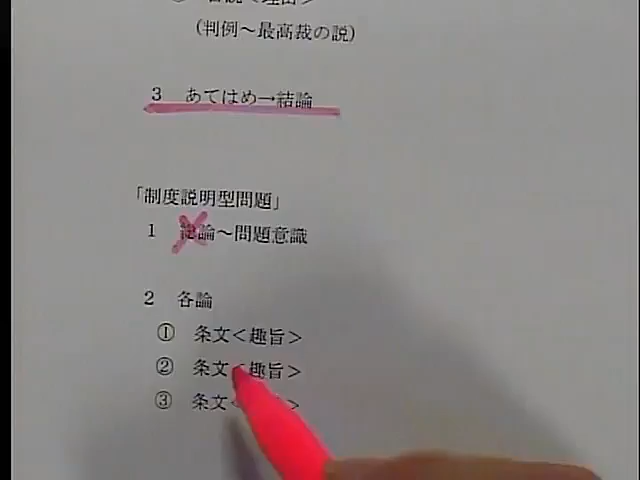 (判例～最高裁の説)
3 あてはめ→結論
「制度説明型問題」
1 総論～問題意識
2 各論
① 条文＜趣旨＞
② 条文＜趣旨＞
③ 条文＜